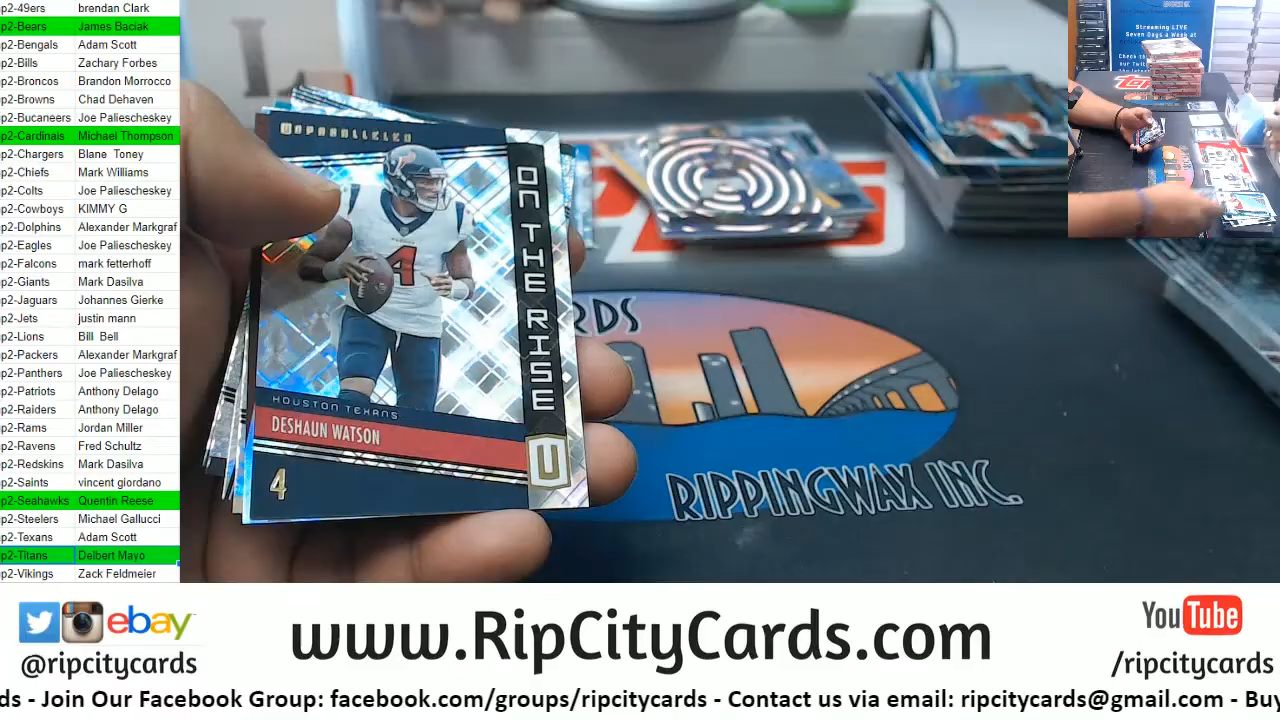 p2-49ers brendan Clark
p2-Bears James Baciak
p2-Bengals Adam Scott
p2-Bills Zachary Forbes
p2-Broncos Brandon Morrocco
p2-Browns Chad Dehaven
p2-Bucaneers Joe Palieschesky
p2-Cardinals Michael Thompson
p2-Chargers Blane Toney
p2-Chiefs Mark Williams
p2-Colts Joe Palieschesky
p2-Cowboys KIMMY G
p2-Dolphins Alexander Markgraf
p2-Eagles Joe Palieschesky
p2-Falcons mark fetterhoff
p2-Giants Mark Dasilva
p2-Jaguars Johannes Gierke
p2-Jets justin mann
p2-Lions Bill Bell
p2-Packers Alexander Markgraf
p2-Panthers Joe Palieschesky
p2-Patriots Anthony Delago
p2-Raiders Anthony Delago
p2-Rams Jordan Miller
p2-Ravens Fred Schultz
p2-Redskins Mark Dasilva
p2-Saints vincent giordano
p2-Seahawks Quentin Reese
p2-Steelers Michael Gallucci
p2-Texans Adam Scott
p2-Titans Delbert Mayo
p2-Vikings Zack Feldmeier
UNPARALLELED
ON THE RISE
4
HOUSTON TEXANS
DESHAUN WATSON
U
4
RDS
RIPPINGWAX INC.
Streaming LIVE
Seven Days a Week at
ebay
@ripcitycards
www.RipCityCards.com
YouTube
/ripcitycards
ds - Join Our Facebook Group: facebook.com/groups/ripcitycards - Contact us via email: ripcitycards@gmail.com - Buy